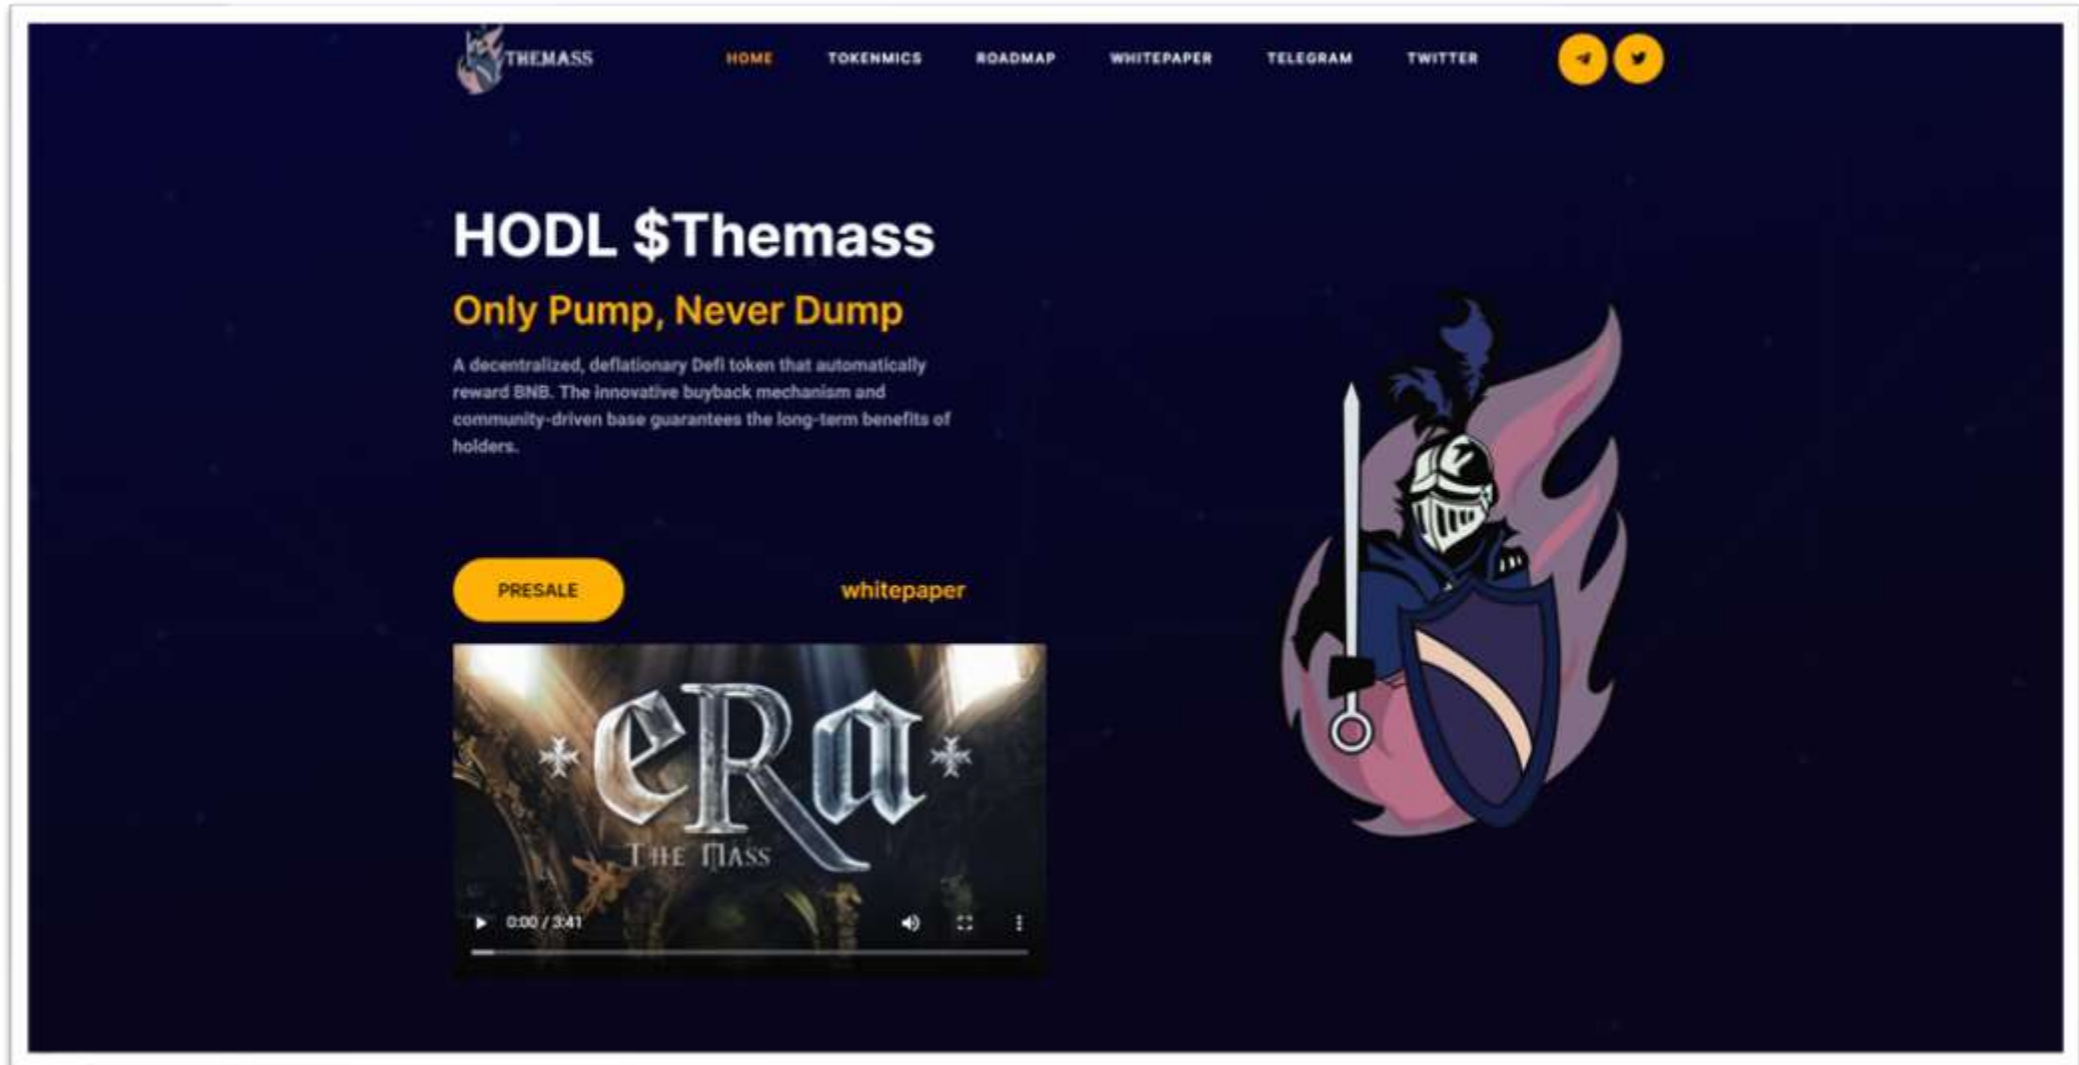 THEMASS
HOME
TOKENMICS
ROADMAP
WHITEPAPER
TELEGRAM
TWITTER
HODL $Themass
Only Pump, Never Dump
A decentralized, deflationary Defi token that automatically
reward BNB. The innovative buyback mechanism and
community-driven base guarantees the long-term benefits of
holders.
PRESALE
whitepaper
eRa
THE MASS
0:00 / 3:41